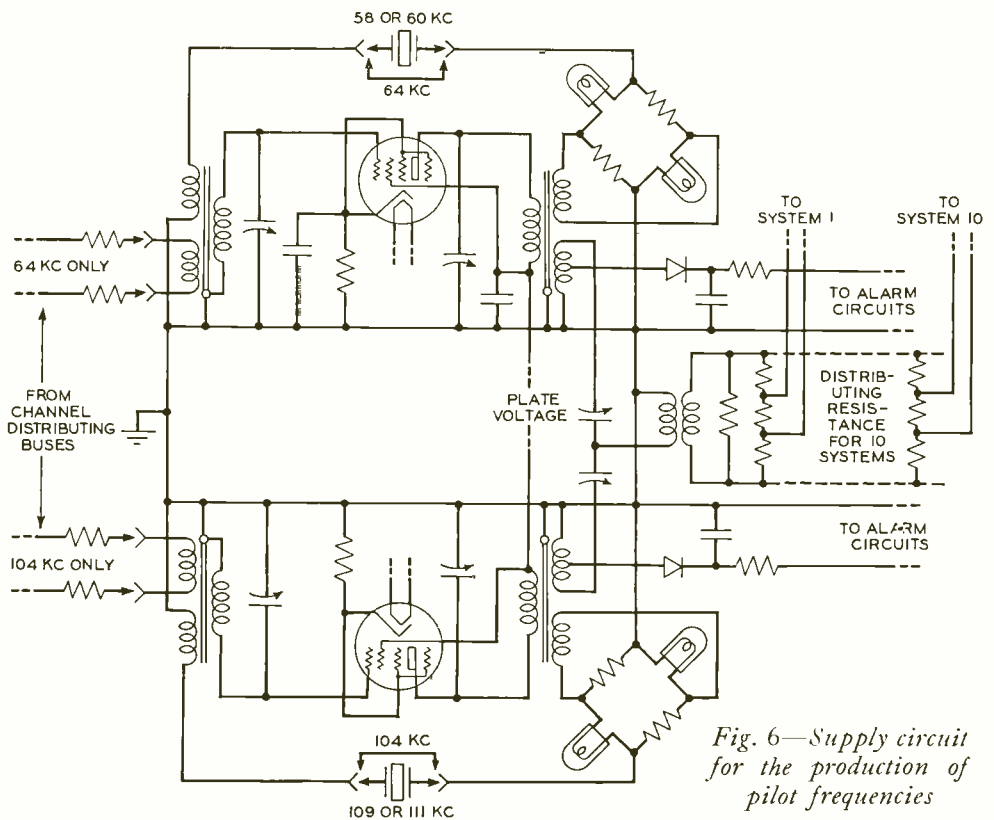 58 OR 60 KC
64 KC
64 KC ONLY
FROM
CHANNEL
DISTRIBUTING
BUSES
104 KC ONLY
PLATE
VOLTAGE
TO
SYSTEM 1
TO
SYSTEM 10
TO ALARM
CIRCUITS
DISTRIB-
UTING
RESIS-
TANCE
FOR 10
SYSTEMS
TO ALARM
CIRCUITS
104 KC
109 OR 111 KC
Fig. 6—Supply circuit
for the production of
pilot frequencies